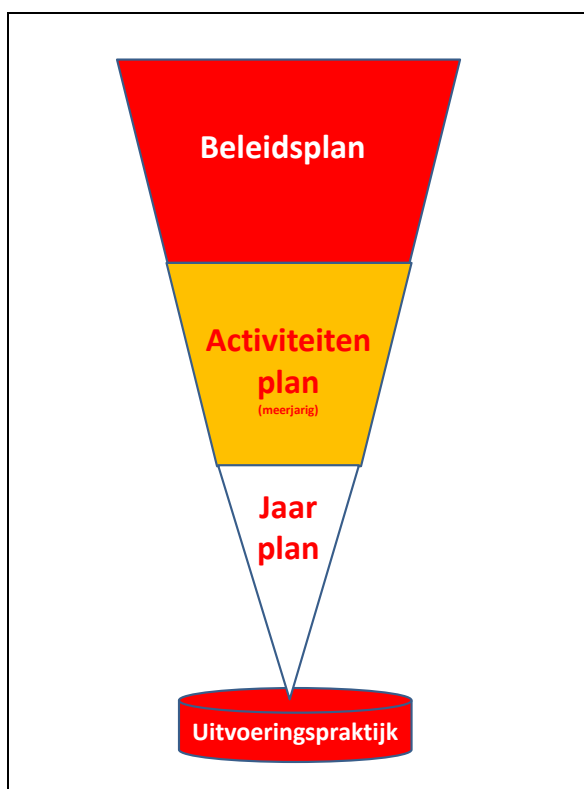 Beleidsplan
Activiteiten
plan
(meerjarig)
Jaar
plan
Uitvoeringspraktijk